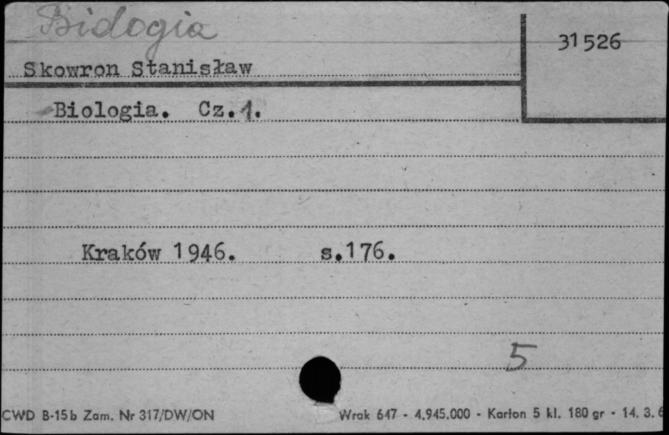 Biologia
31526
Skowron Stanisław
Biologia. Cz.1.
Kraków 1946. s.176.
5
CWD B-15b Zam. Nr 317/DW/ON Wrak 647 - 4.945.000 - Karton 5 kl. 180 gr - 14. 3. 6